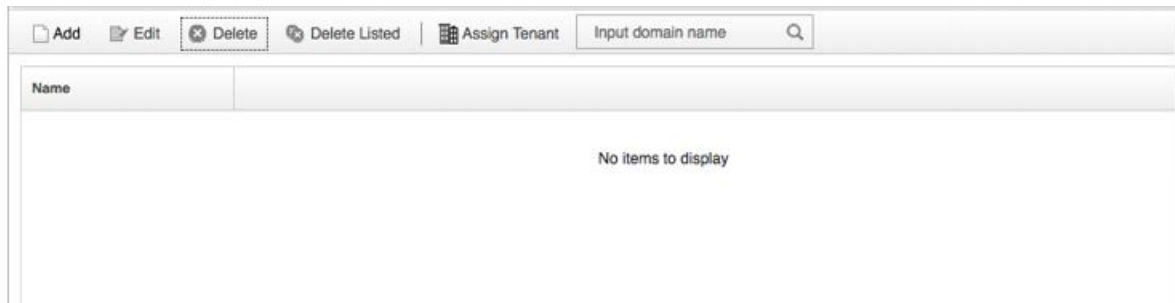 Add Edit Delete Delete Listed Assign Tenant Input domain name
Name
No items to display